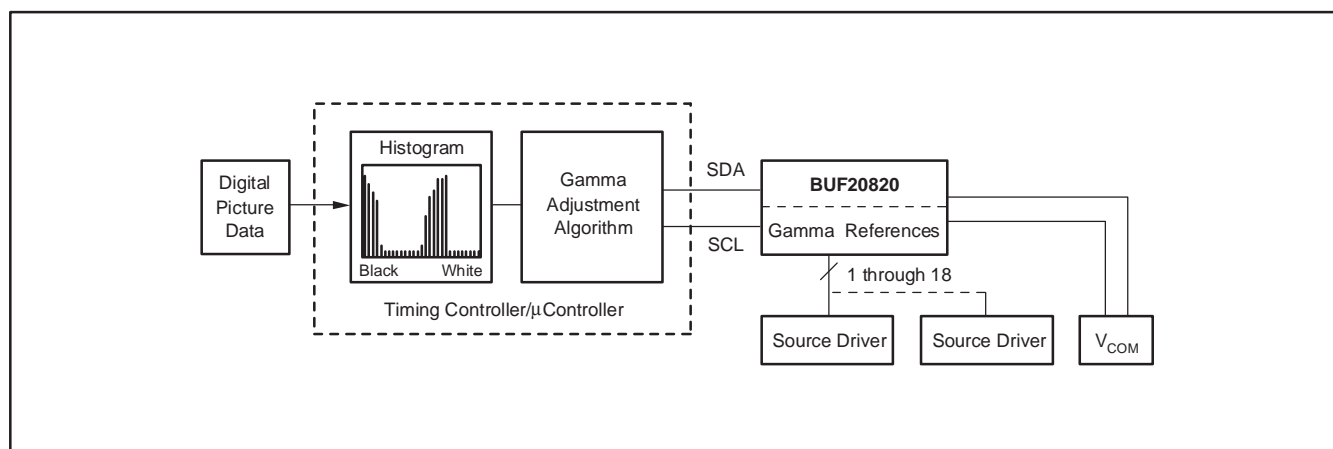 Digital
Picture
Data
Histogram
Black White
Gamma
Adjustment
Algorithm
Timing Controller/μController
SDA
SCL
BUF20820
Gamma References
1 through 18
Source Driver
Source Driver
VCOM